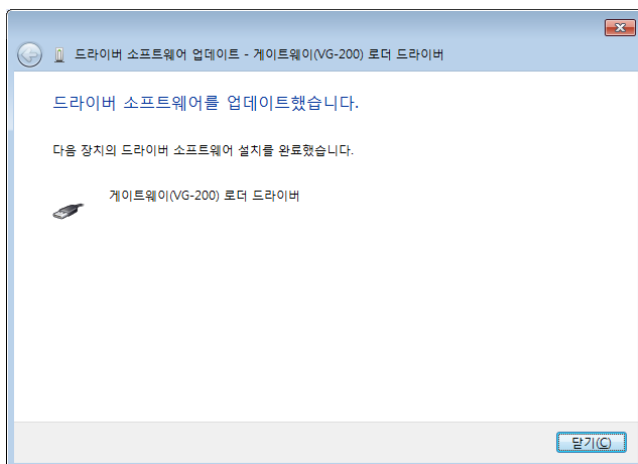 드라이버 소프트웨어 업데이트 - 게이트웨이(VG-200) 로더 드라이버
드라이버 소프트웨어를 업데이트했습니다.
다음 장치의 드라이버 소프트웨어 설치를 완료했습니다.
게이트웨이(VG-200) 로더 드라이버
닫기(C)